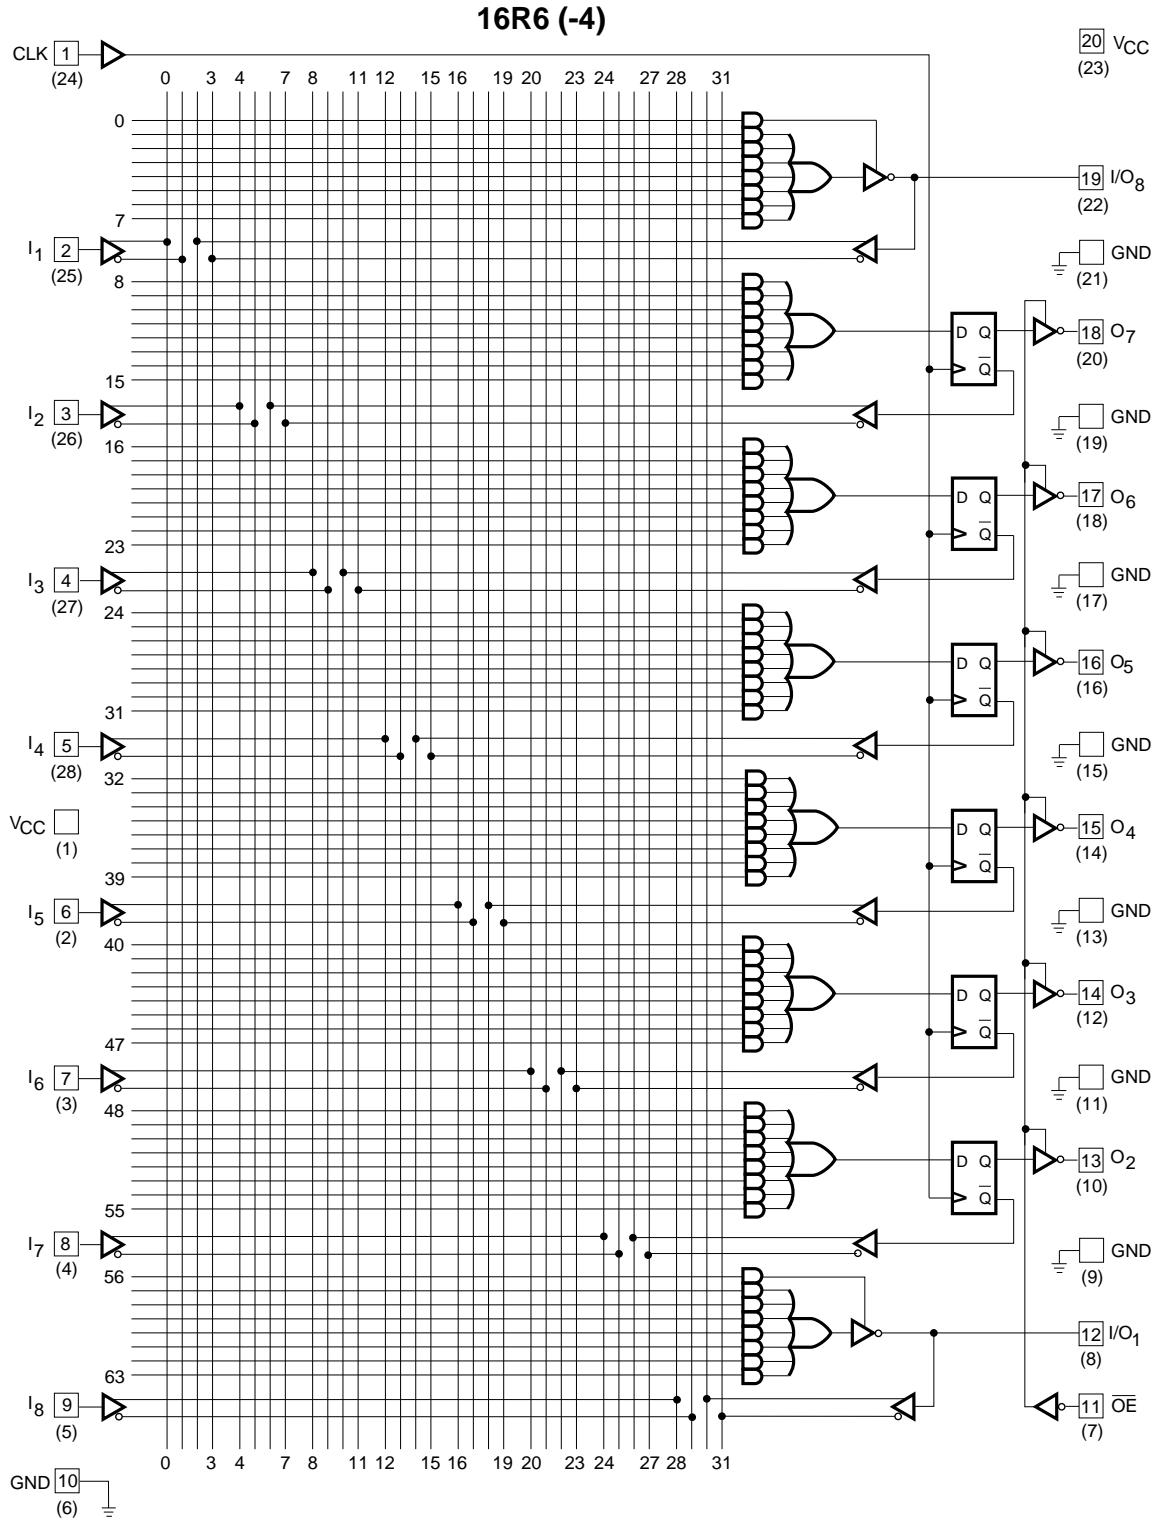 16R6 (-4)
CLK 1 (24)
20 VCC (23)
0 3 4 7 8 11 12 15 16 19 20 23 24 27 28 31
0
19 I/O8 (22)
7
I1 2 (25)
GND (21)
8
D Q Q̅
18 O7 (20)
15
I2 3 (26)
GND (19)
16
D Q Q̅
17 O6 (18)
23
I3 4 (27)
GND (17)
24
D Q Q̅
16 O5 (16)
31
I4 5 (28)
GND (15)
32
VCC (1)
D Q Q̅
15 O4 (14)
39
I5 6 (2)
GND (13)
40
D Q Q̅
14 O3 (12)
47
I6 7 (3)
GND (11)
48
D Q Q̅
13 O2 (10)
55
I7 8 (4)
GND (9)
56
12 I/O1 (8)
63
I8 9 (5)
11 O̅E̅ (7)
0 3 4 7 8 11 12 15 16 19 20 23 24 27 28 31
GND 10 (6)